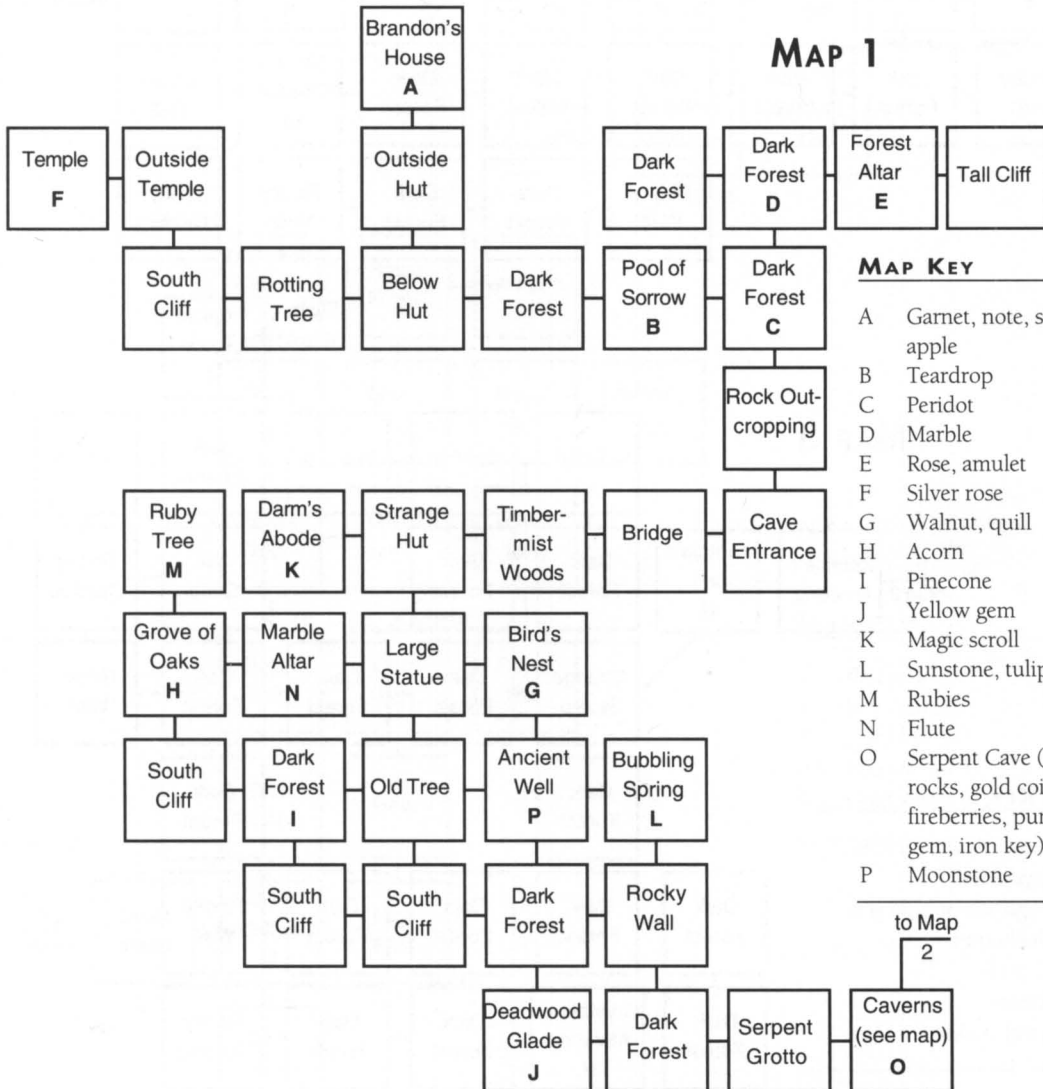 MAP 1
Brandon's
House
A
Temple
F
Outside
Temple
Outside
Hut
Dark
Forest
Dark
Forest
D
Forest
Altar
E
Tall Cliff
South
Cliff
Rotting
Tree
Below
Hut
Dark
Forest
Pool of
Sorrow
B
Dark
Forest
C
Rock Out-
cropping
Ruby
Tree
M
Darm's
Abode
K
Strange
Hut
Timber-
mist
Woods
Bridge
Cave
Entrance
Grove of
Oaks
H
Marble
Altar
N
Large
Statue
Bird's
Nest
G
South
Cliff
Dark
Forest
I
Old Tree
Ancient
Well
P
Bubbling
Spring
L
South
Cliff
South
Cliff
Dark
Forest
Rocky
Wall
Deadwood
Glade
J
Dark
Forest
Serpent
Grotto
Caverns
(see map)
O
to Map
2
MAP KEY
A Garnet, note,
apple
B Teardrop
C Peridot
D Marble
E Rose, amulet
F Silver rose
G Walnut, quill
H Acorn
I Pinecone
J Yellow gem
K Magic scroll
L Sunstone, tulip
M Rubies
N Flute
O Serpent Cave (
rocks, gold
fireberries,
gem, iron key)
P Moonstone